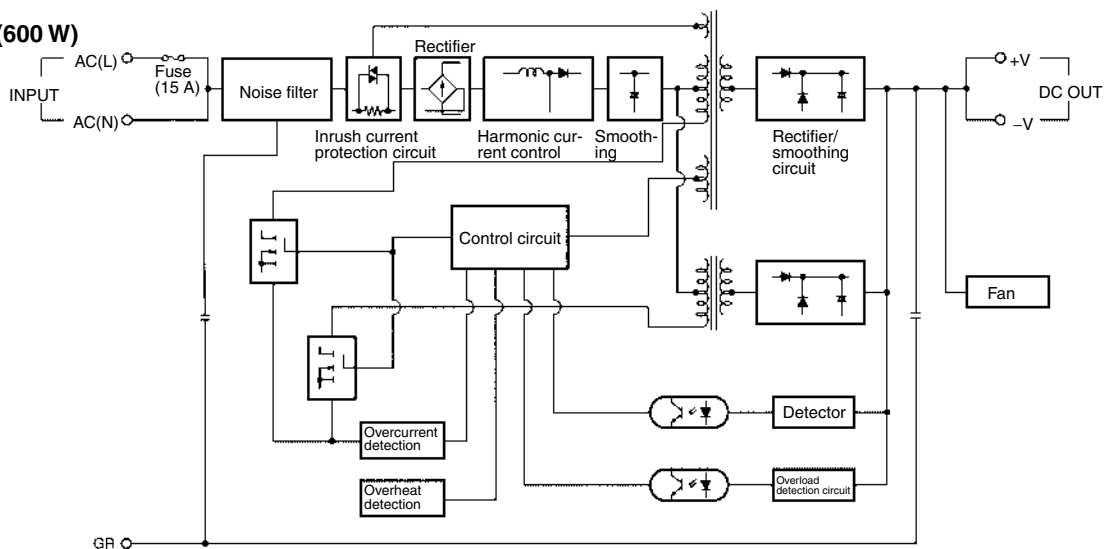 (600 W)
AC(L)
Fuse
(15 A)
INPUT
AC(N)
Noise filter
Inrush current
protection circuit
Rectifier
Harmonic cur-
rent control
Smooth-
ing
Rectifier/
smoothing
circuit
+V
DC OUT
−V
Control circuit
Fan
Overcurrent
detection
Overheat
detection
Detector
Overload
detection circuit
GR